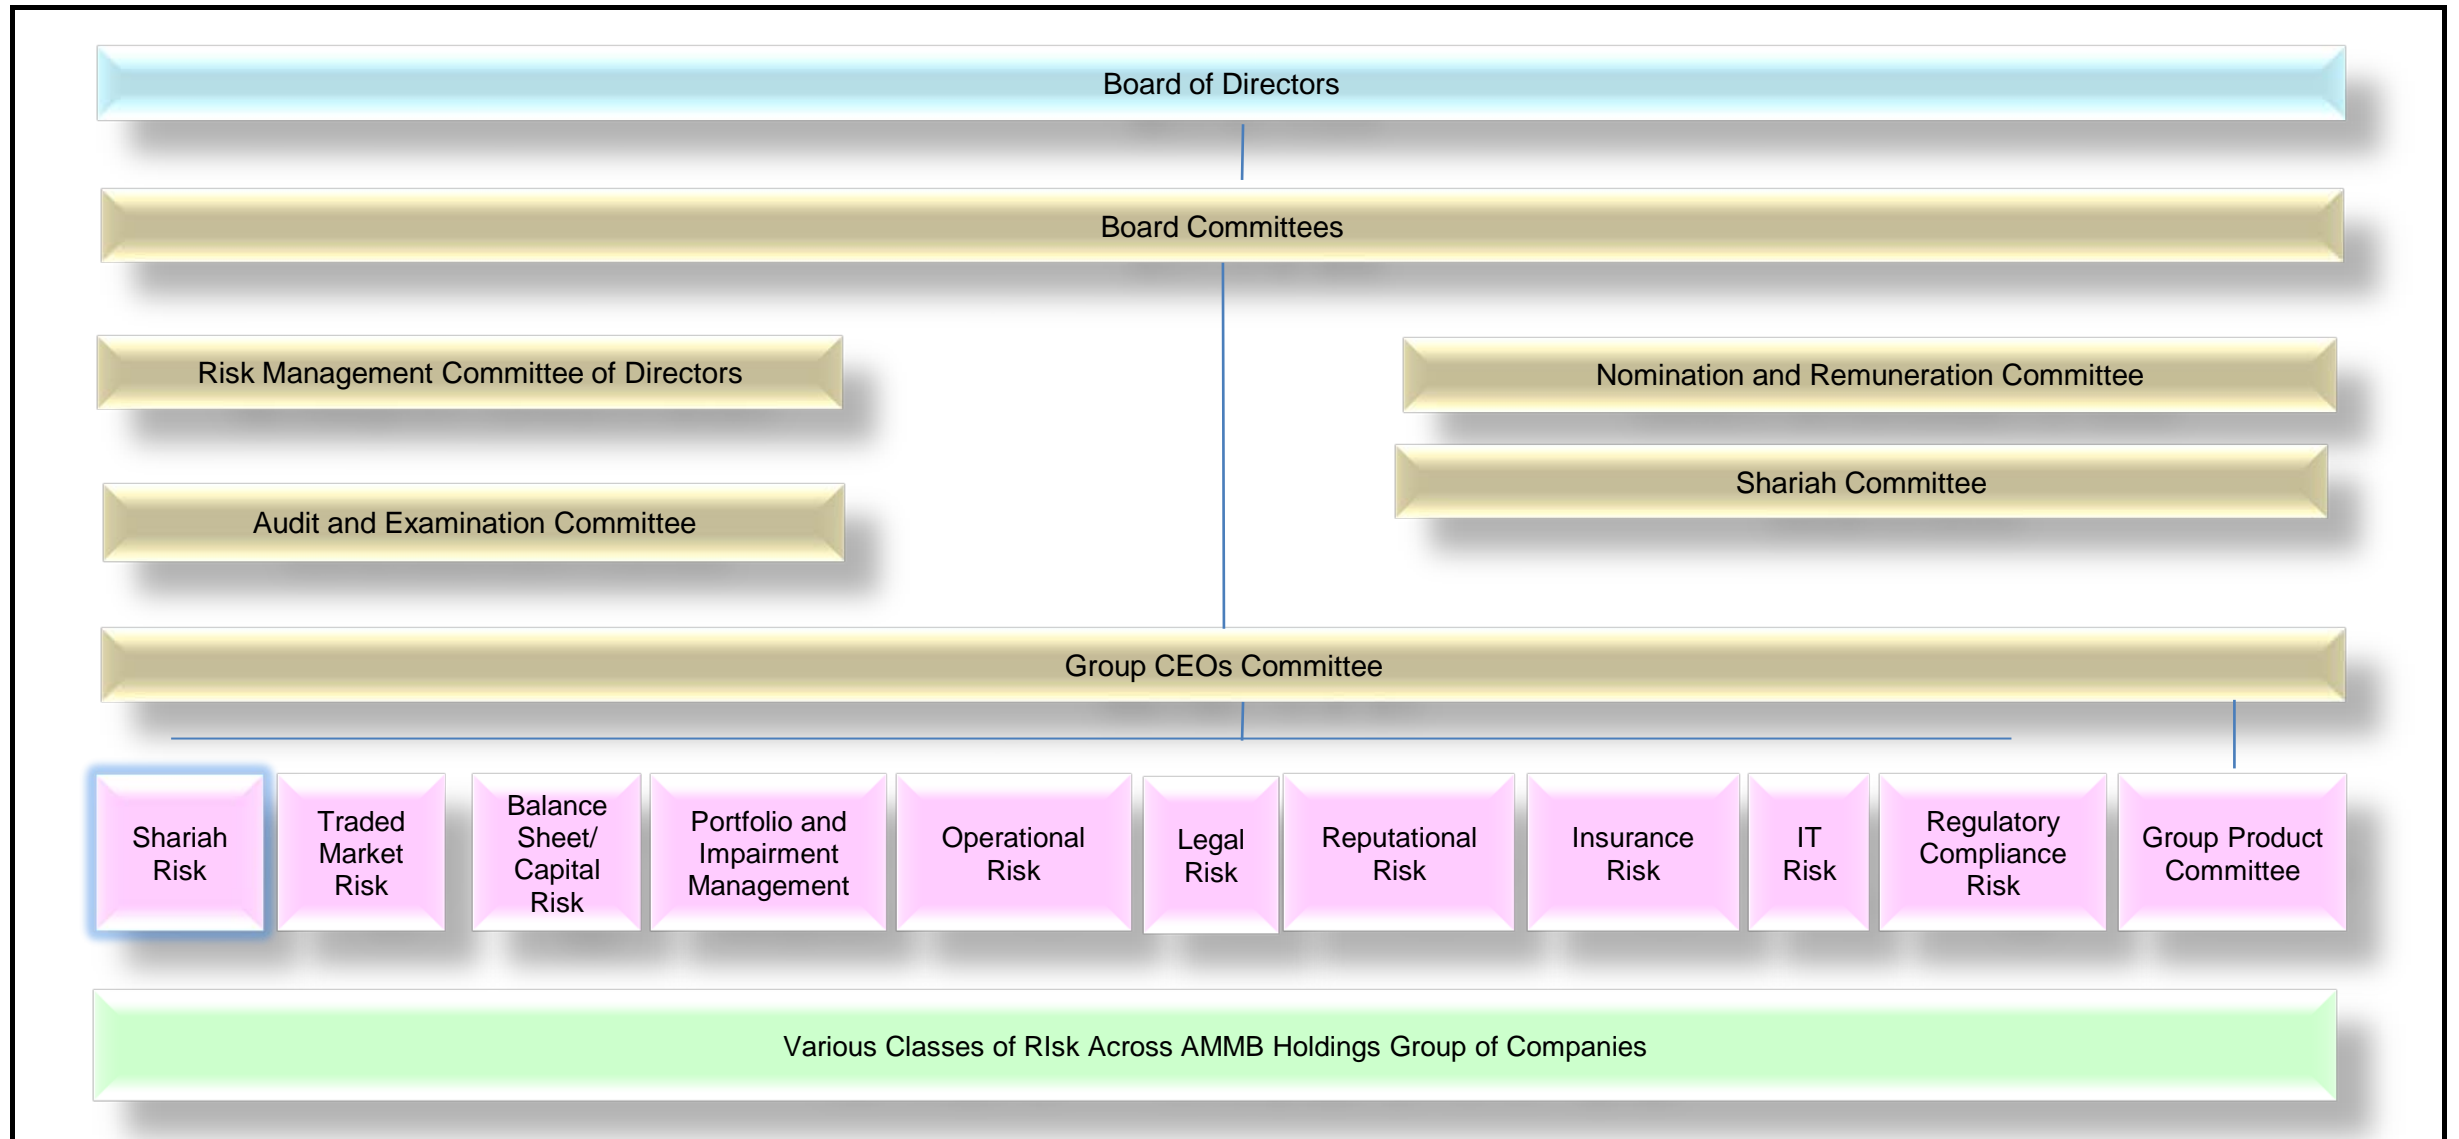 Board of Directors
Board Committees
Risk Management Committee of Directors
Nomination and Remuneration Committee
Shariah Committee
Audit and Examination Committee
Group CEOs Committee
Shariah
Risk
Traded
Market
Risk
Balance
Sheet/
Capital
Risk
Portfolio and
Impairment
Management
Operational
Risk
Legal
Risk
Reputational
Risk
Insurance
Risk
IT
Risk
Regulatory
Compliance
Risk
Group Product
Committee
Various Classes of RIsk Across AMMB Holdings Group of Companies